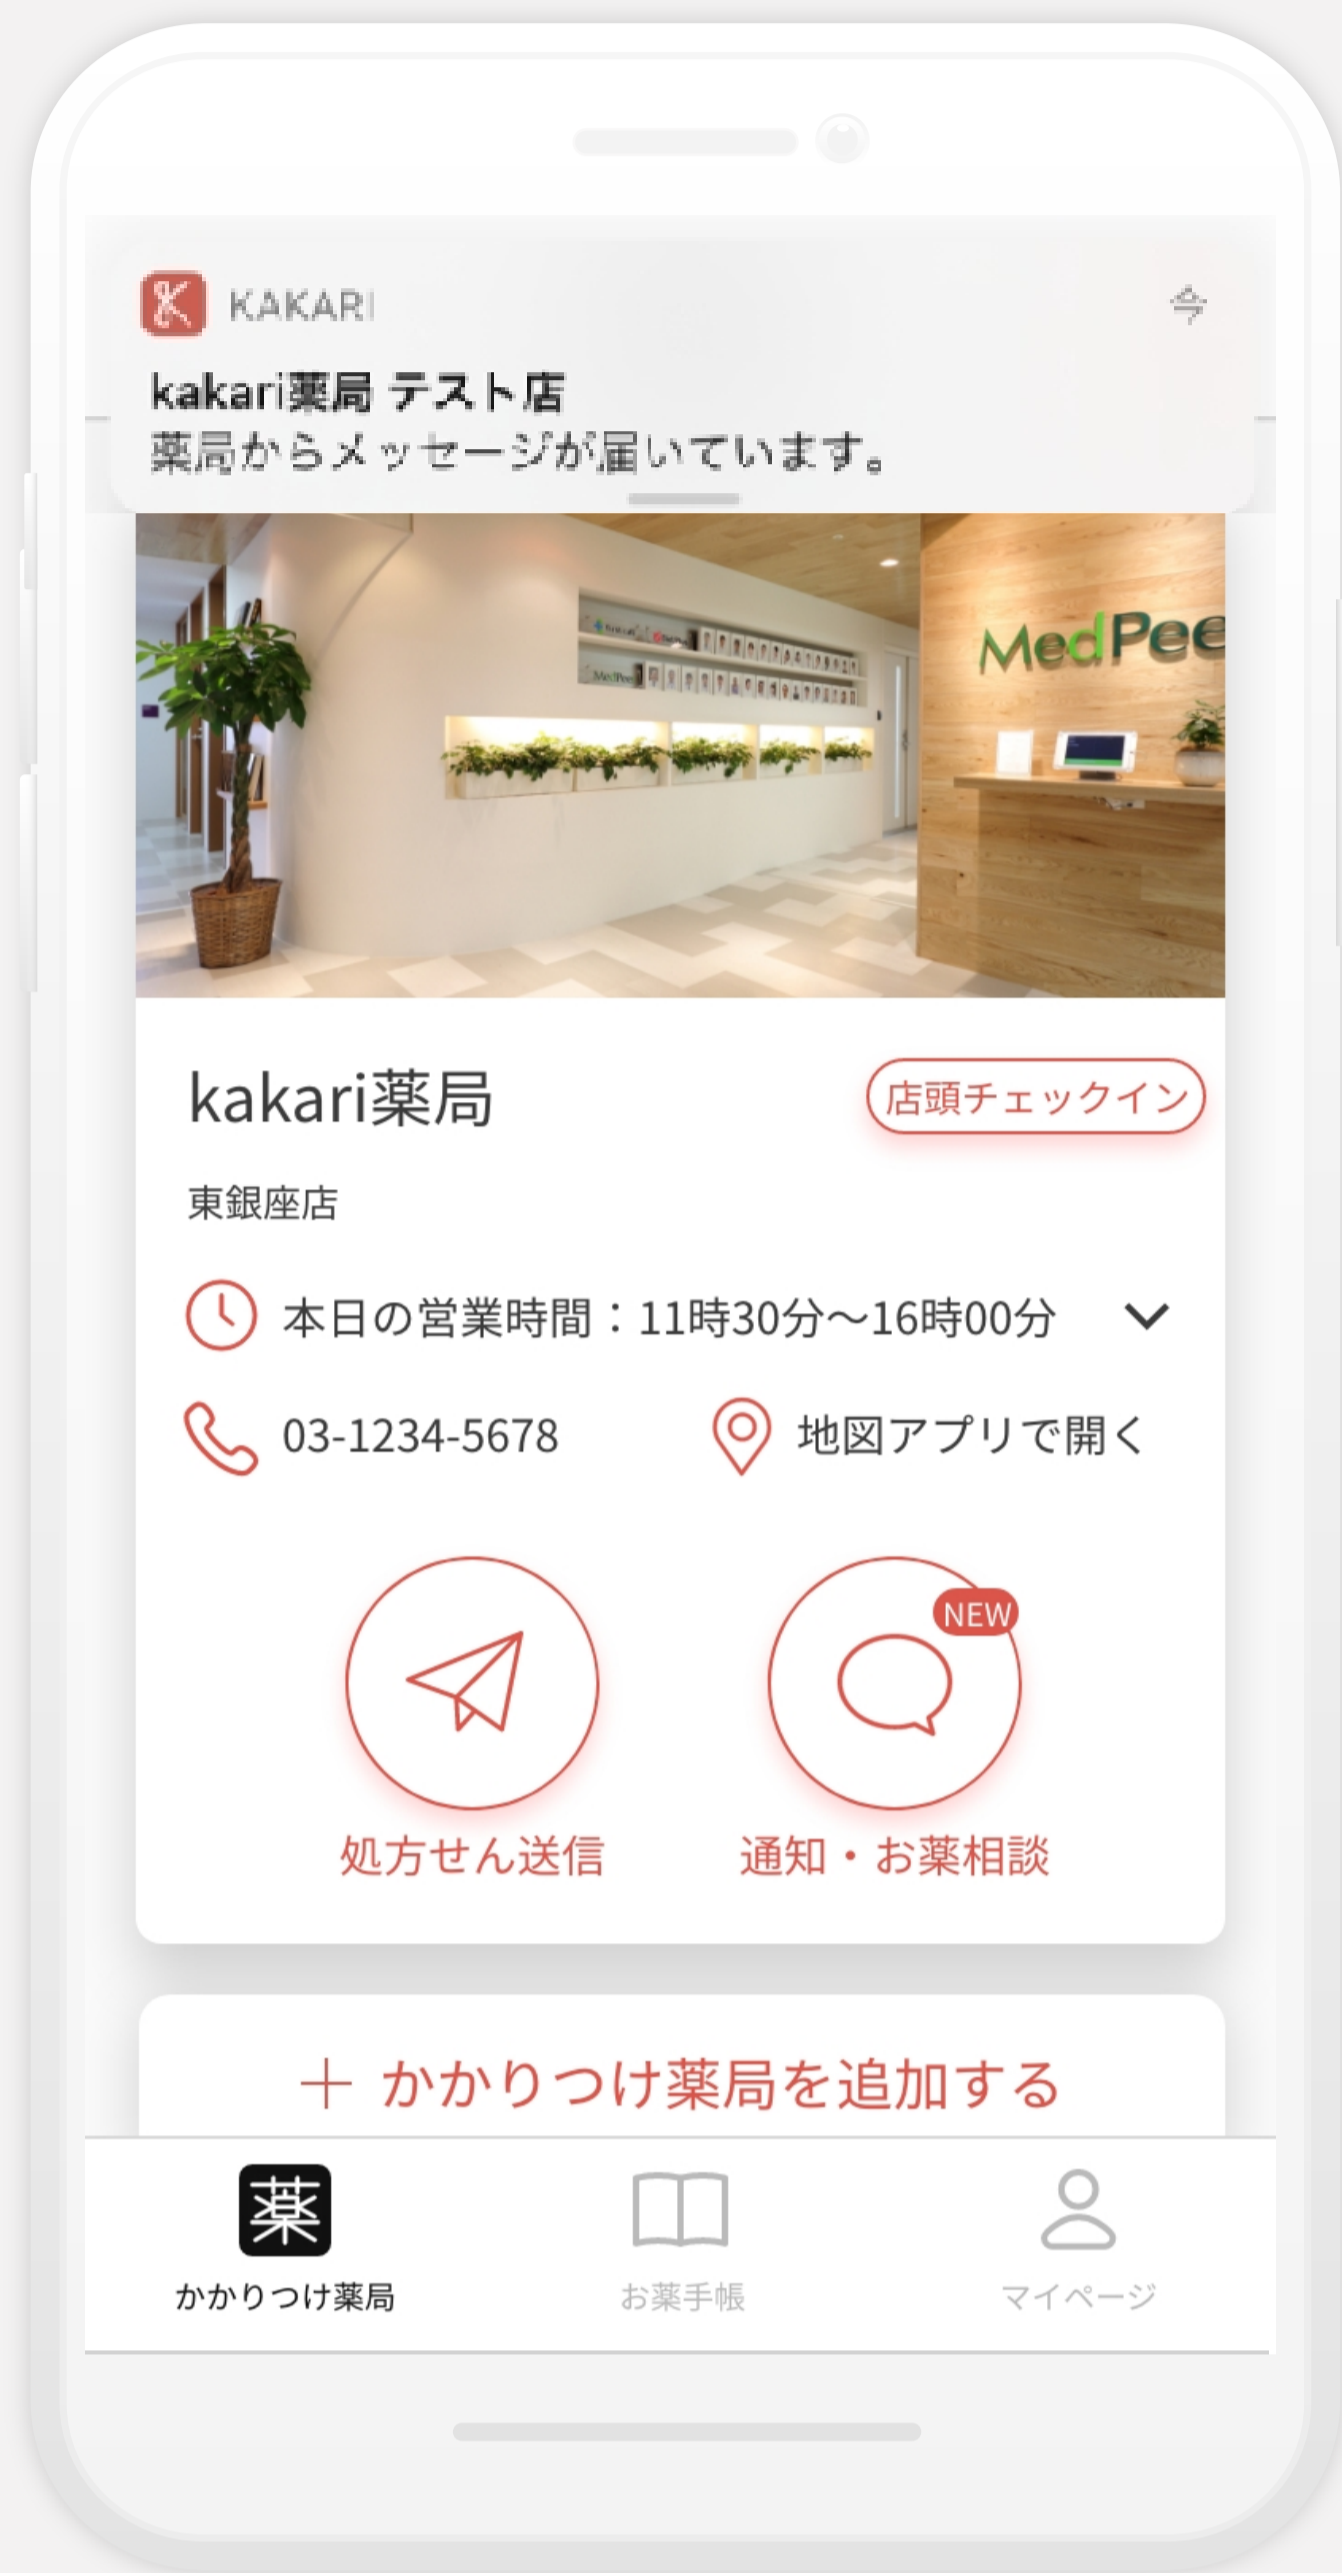 KAKARI
今
kakari薬局 テスト店
薬局からメッセージが届いています。
MedPee
MedPee
kakari薬局
店頭チェックイン
東銀座店
本日の営業時間：11時30分〜16時00分
03-1234-5678
地図アプリで開く
NEW
処方せん送信
通知・お薬相談
＋ かかりつけ薬局を追加する
薬
かかりつけ薬局
お薬手帳
マイページ